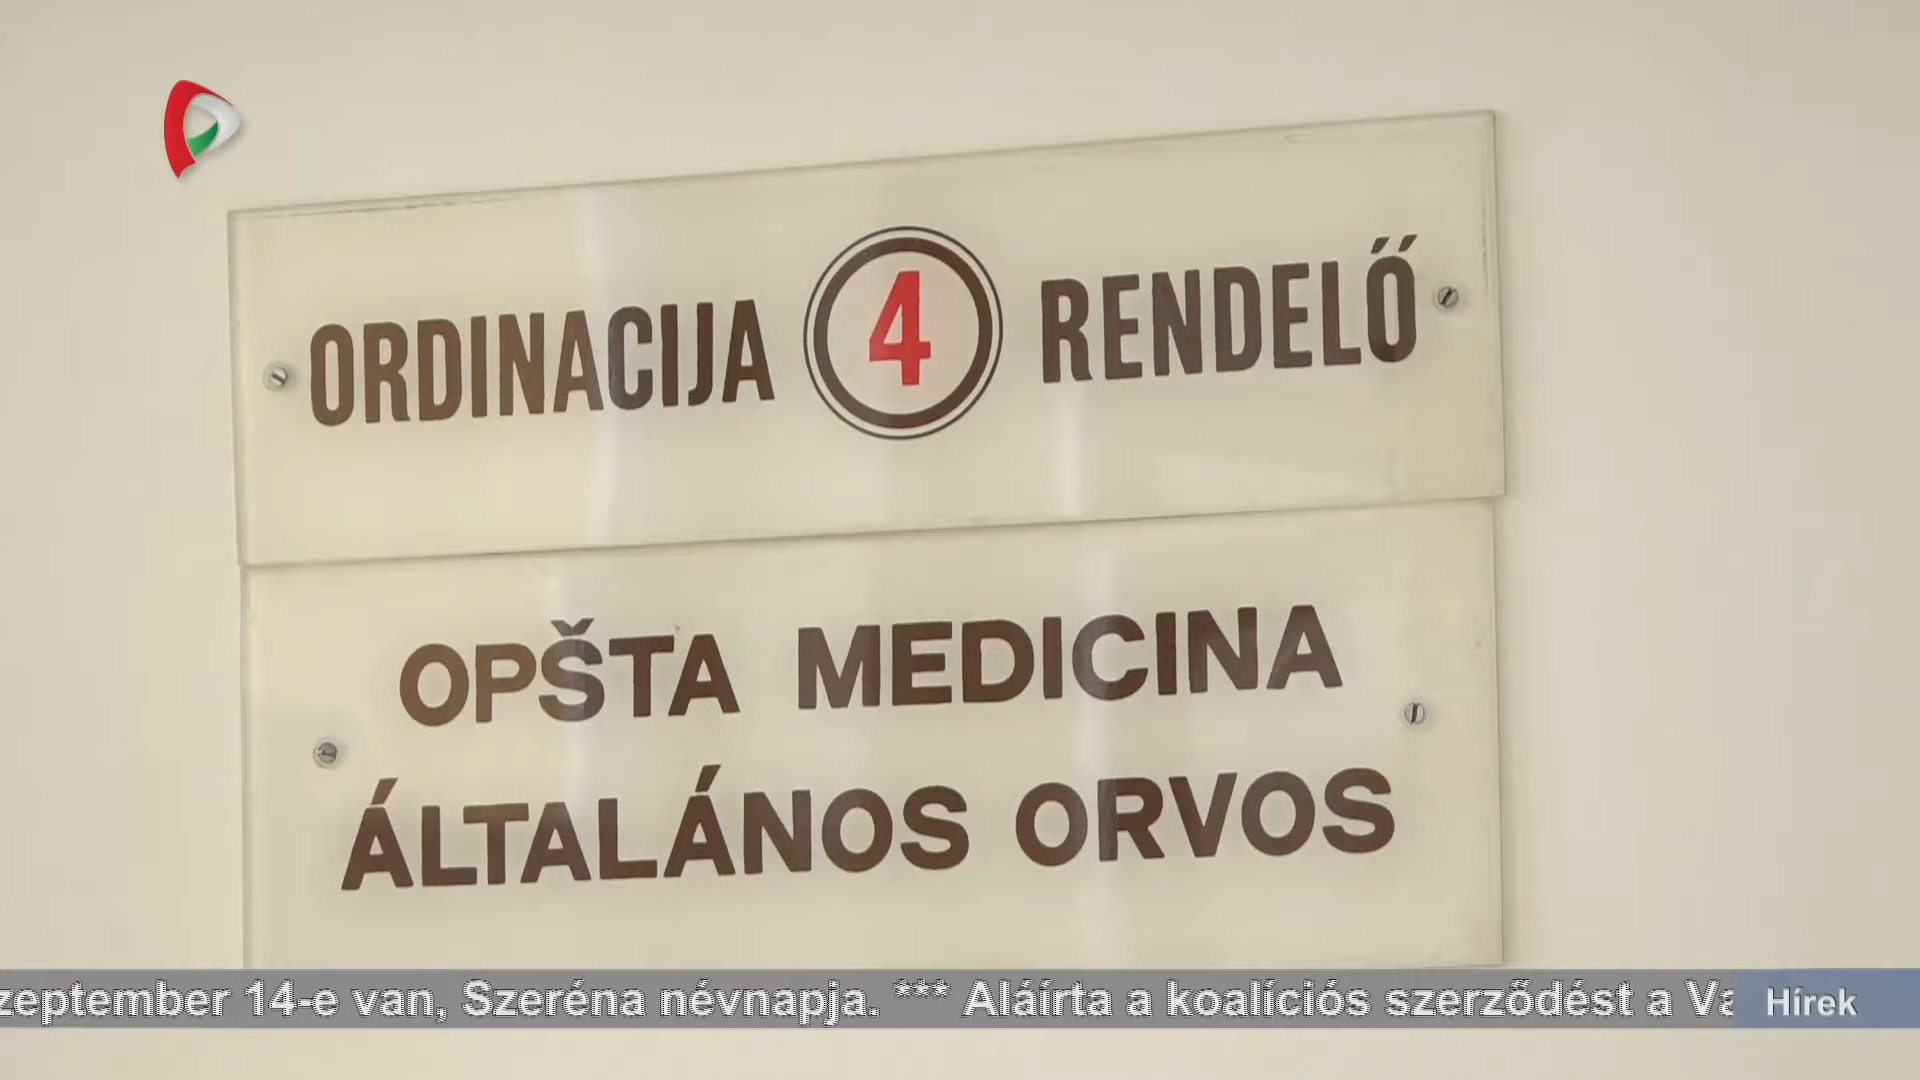 ORDINACIJA 4 RENDELŐ
OPŠTA MEDICINA
ÁLTALÁNOS ORVOS
zeptember 14-e van, Szeréna névnapja. *** Aláírta a koalíciós szerződést a Va
Hírek